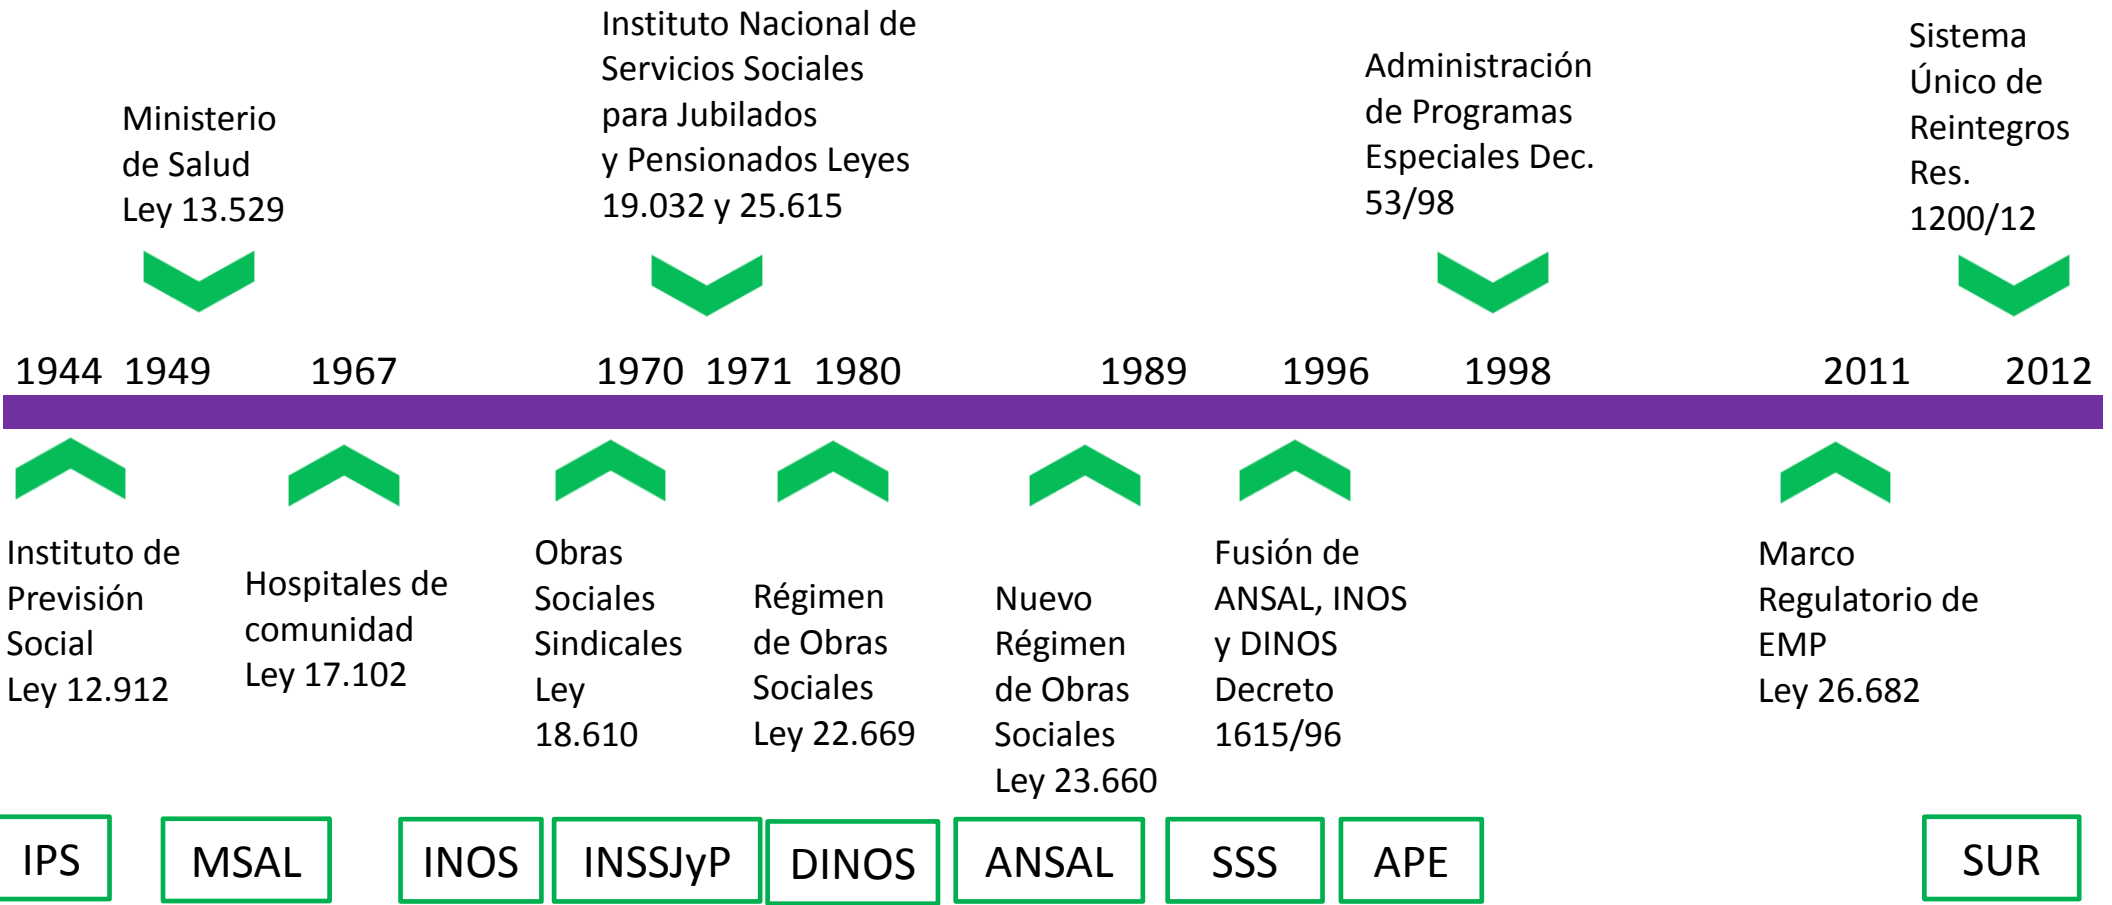 Ministerio
de Salud
Ley 13.529
Instituto Nacional de
Servicios Sociales
para Jubilados
y Pensionados Leyes
19.032 y 25.615
Administración
de Programas
Especiales Dec.
53/98
Sistema
Único de
Reintegros
Res.
1200/12
1944 1949 1967 1970 1971 1980 1989 1996 1998 2011 2012
Instituto de
Previsión
Social
Ley 12.912
Hospitales de
comunidad
Ley 17.102
Obras
Sociales
Sindicales
Ley
18.610
Régimen
de Obras
Sociales
Ley 22.669
Nuevo
Régimen
de Obras
Sociales
Ley 23.660
Fusión de
ANSAL, INOS
y DINOS
Decreto
1615/96
Marco
Regulatorio de
EMP
Ley 26.682
IPS MSAL INOS INSSJyP DINOS ANSAL SSS APE SUR